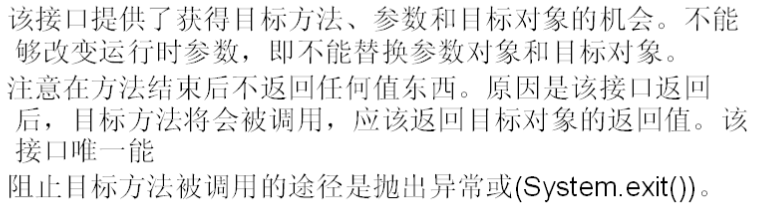 该接口提供了获得目标方法、参数和目标对象的机会。不能
够改变运行时参数，即不能替换参数对象和目标对象。
注意在方法结束后不返回任何值东西。原因是该接口返回
后，目标方法将会被调用，应该返回目标对象的返回值。该
接口唯一能
阻止目标方法被调用的途径是抛出异常或(System.exit())。